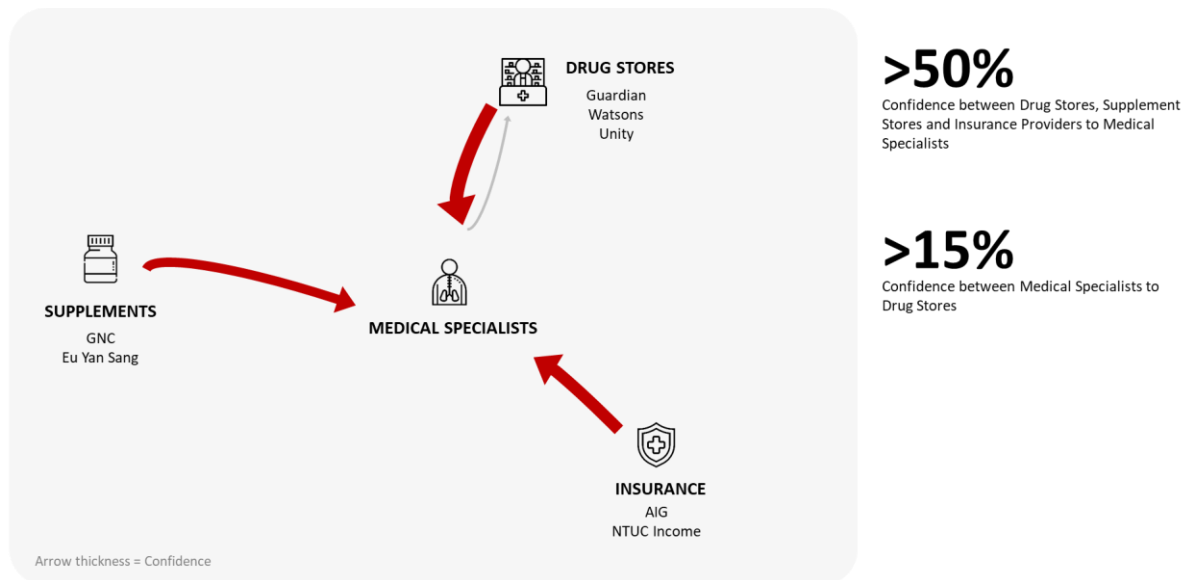 DRUG STORES
Guardian
Watsons
Unity
SUPPLEMENTS
GNC
Eu Yan Sang
MEDICAL SPECIALISTS
INSURANCE
AIG
NTUC Income
Arrow thickness = Confidence
>50%
Confidence between Drug Stores, Supplement
Stores and Insurance Providers to Medical
Specialists
>15%
Confidence between Medical Specialists to
Drug Stores